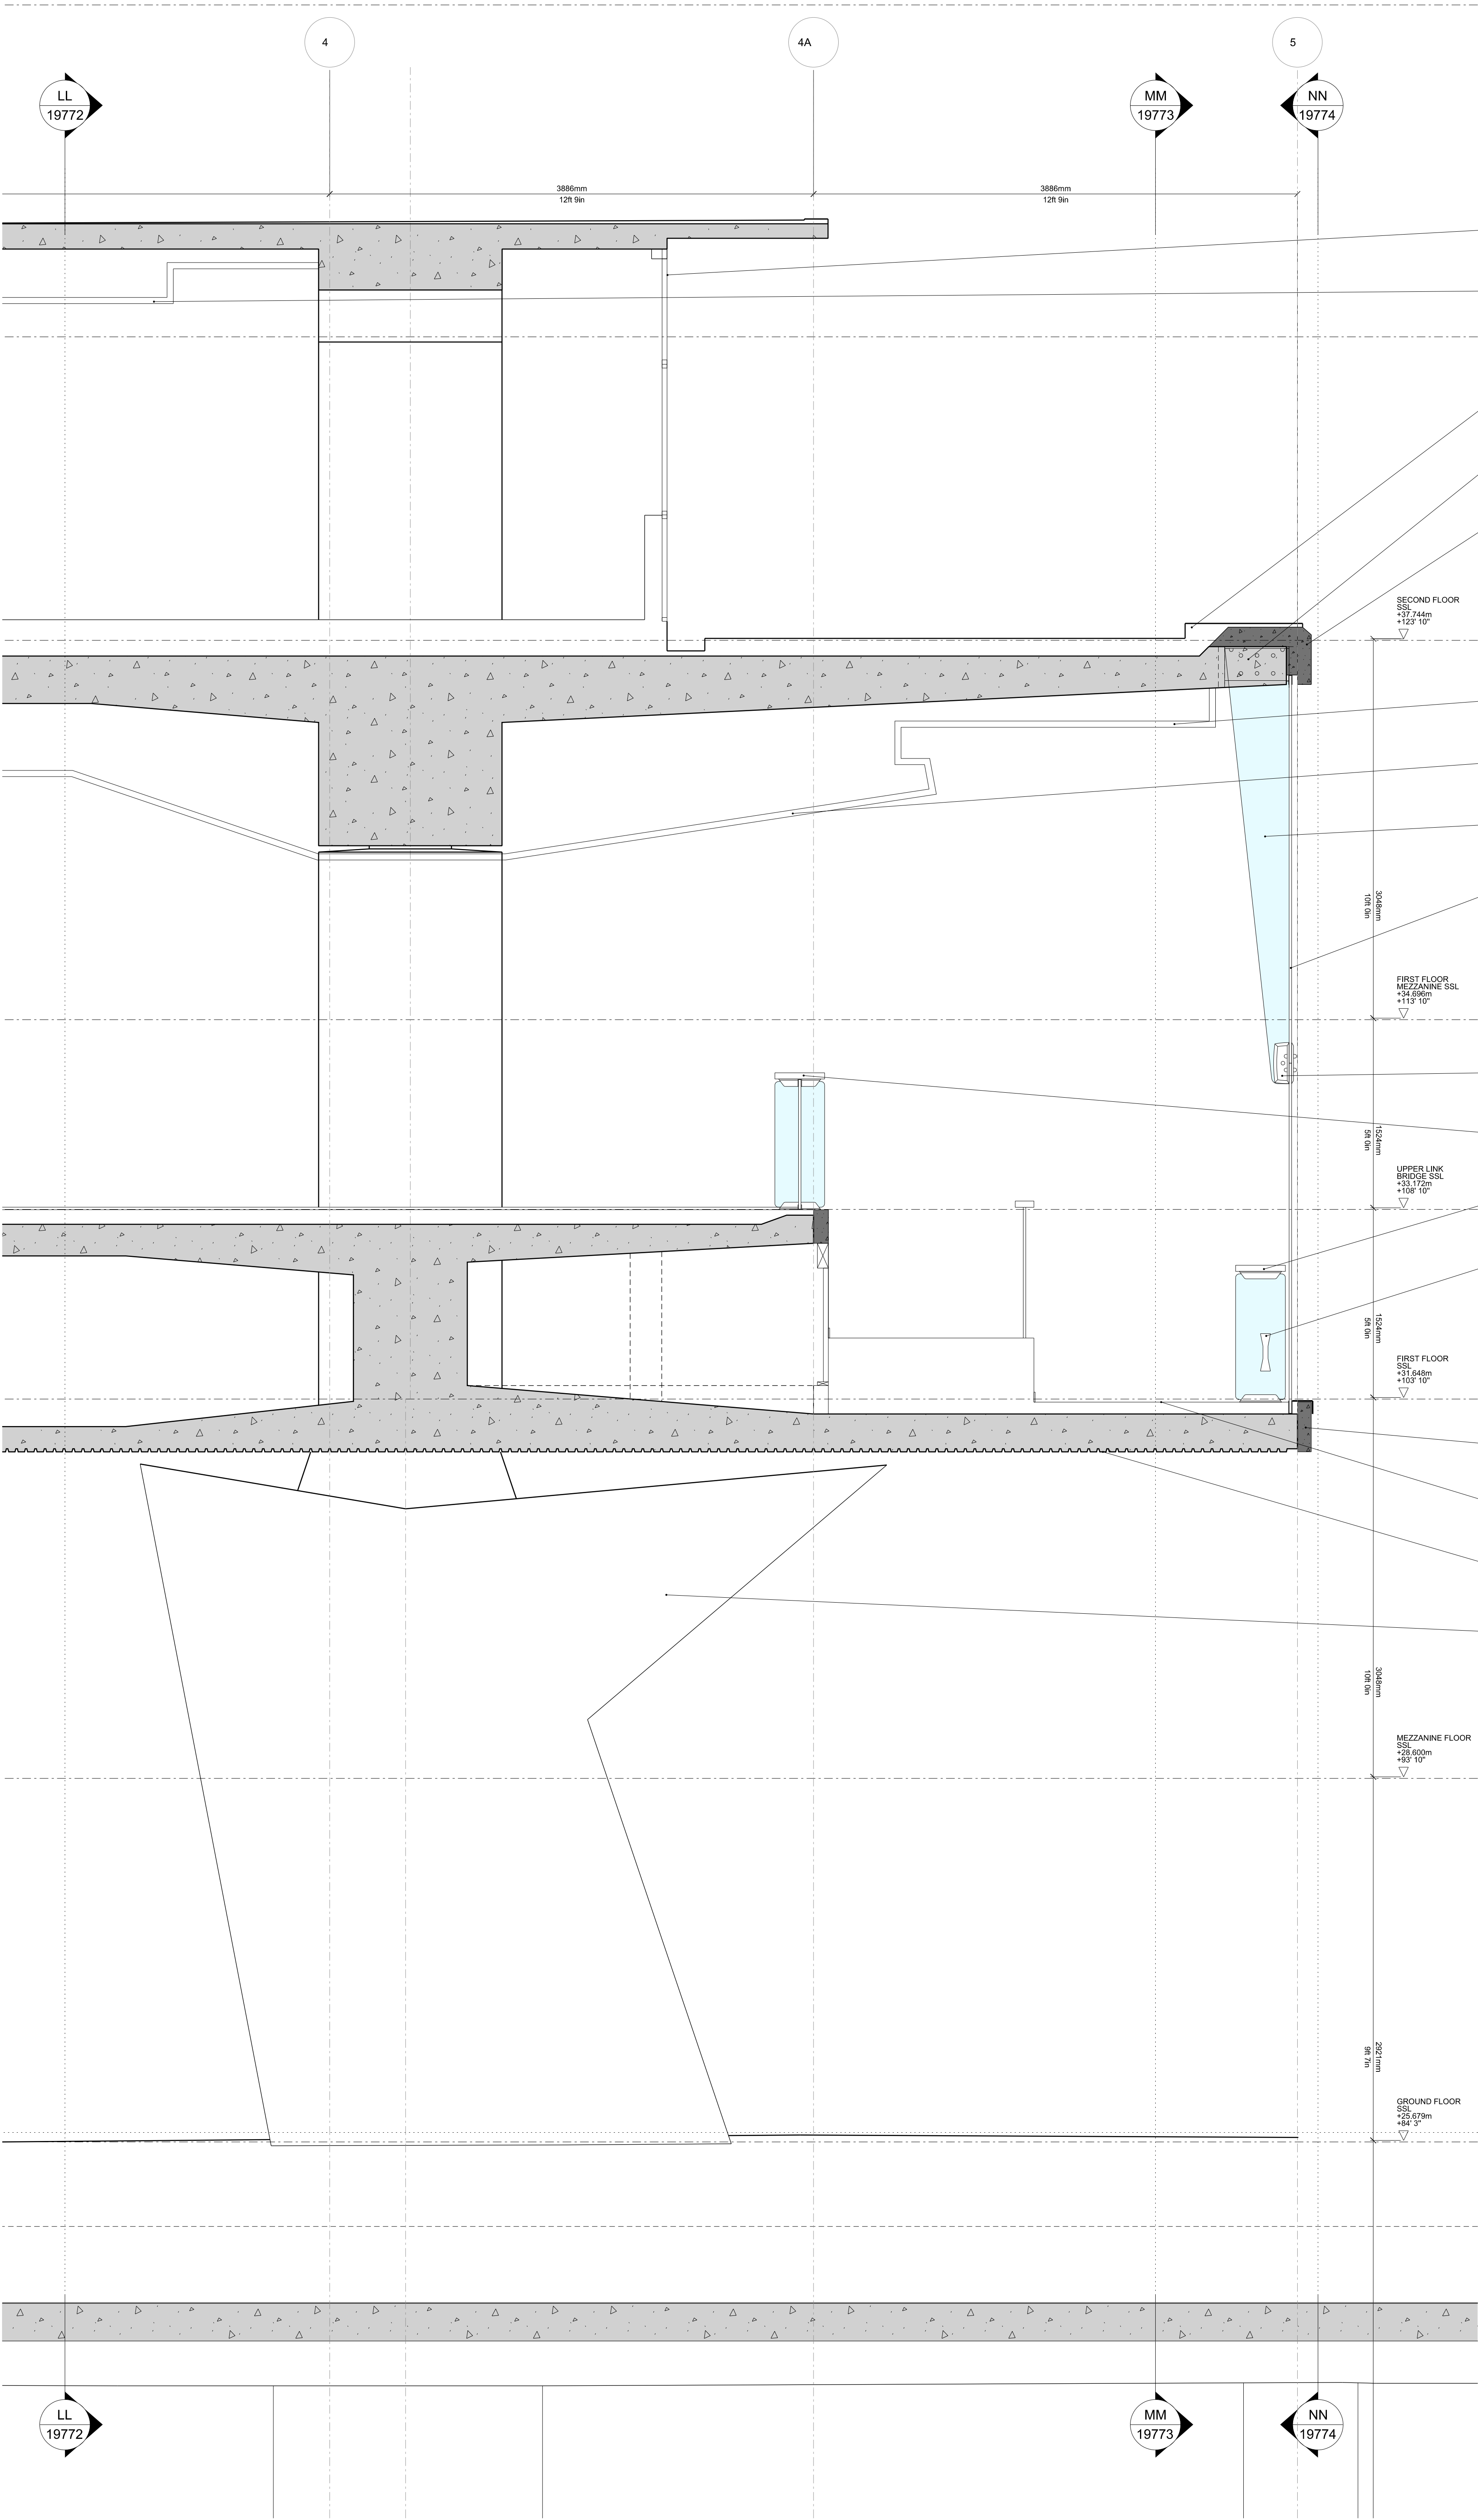 4
4A
5
LL
19772
MM
19773
NN
19774
3886mm
12ft 9in
3886mm
12ft 9in
SECOND FLOOR
SSL
+37.744m
+123' 10"
3048mm
10ft 0in
FIRST FLOOR
MEZZANINE SSL
+34.696m
+113' 10"
1524mm
5ft 0in
UPPER LINK
BRIDGE SSL
+33.172m
+108' 10"
1524mm
5ft 0in
FIRST FLOOR
SSL
+31.648m
+103' 10"
3048mm
10ft 0in
MEZZANINE FLOOR
SSL
+28.600m
+93' 10"
2921mm
9ft 7in
GROUND FLOOR
SSL
+25.679m
+84' 3"
LL
19772
MM
19773
NN
19774